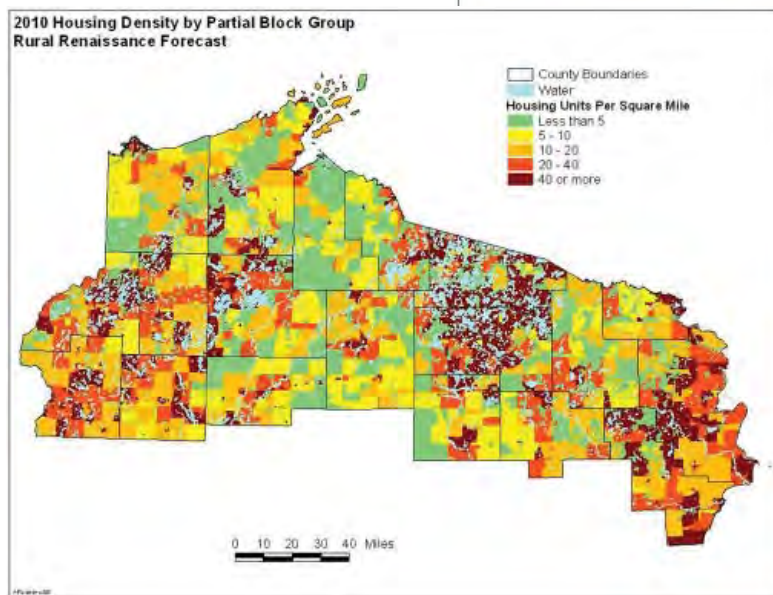 2010 Housing Density by Partial Block Group
Rural Renaissance Forecast
County Boundaries
Water
Housing Units Per Square Mile
Less than 5
5 - 10
10 - 20
20 - 40
40 or more
0 10 20 30 40 Miles